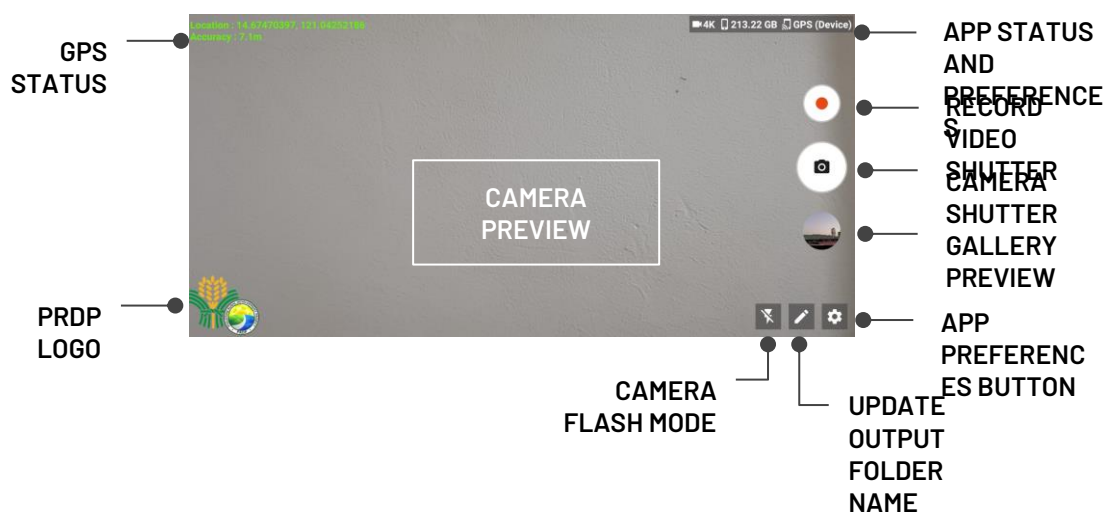 Location : 14.67470397, 121.04252186
Accuracy : 7.1m
4K 213.22 GB GPS (Device)
GPS
STATUS
APP STATUS
AND
PREFERENCE
S
RECORD
VIDEO
SHUTTER
CAMERA
SHUTTER
GALLERY
PREVIEW
CAMERA
PREVIEW
PRDP
LOGO
APP
PREFERENC
ES BUTTON
CAMERA
FLASH MODE
UPDATE
OUTPUT
FOLDER
NAME